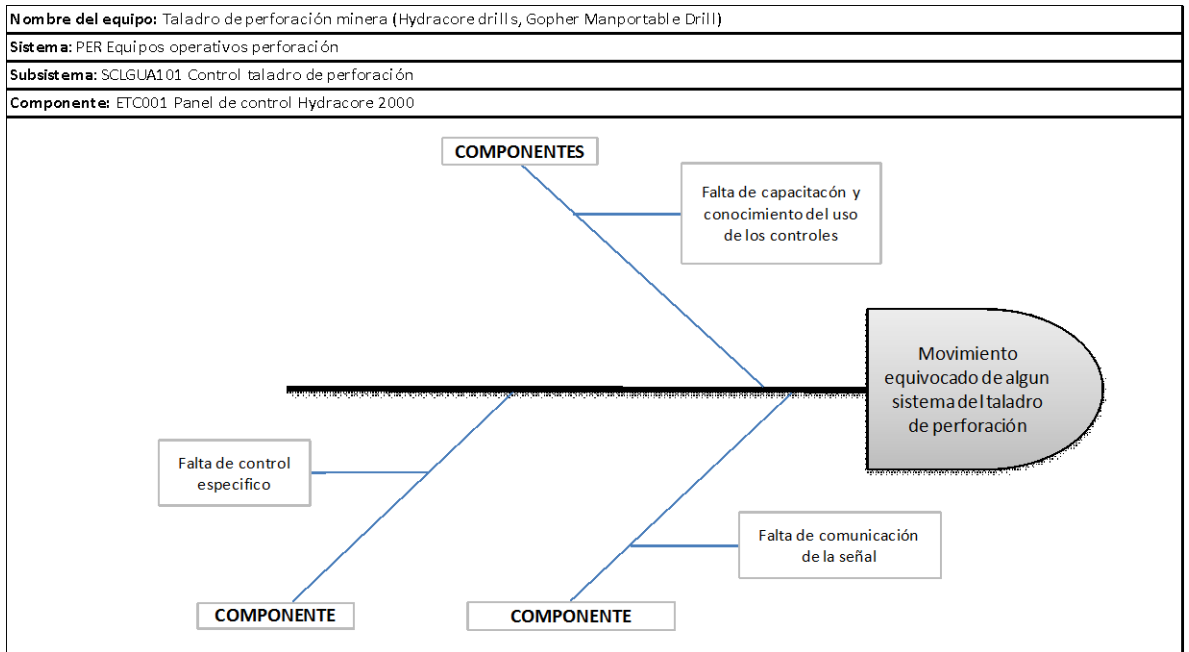 Nombre del equipo: Taladro de perforación minera (Hydracore drills, Gopher Manportable Drill)
Sistema: PER Equipos operativos perforación
Subsistema: SCLGUA101 Control taladro de perforación
Componente: ETC001 Panel de control Hydracore 2000
COMPONENTES
Falta de capacitacón y
conocimiento del uso
de los controles
Movimiento
equivocado de algun
sistema del taladro
de perforación
Falta de control
especifico
Falta de comunicación
de la señal
COMPONENTE
COMPONENTE